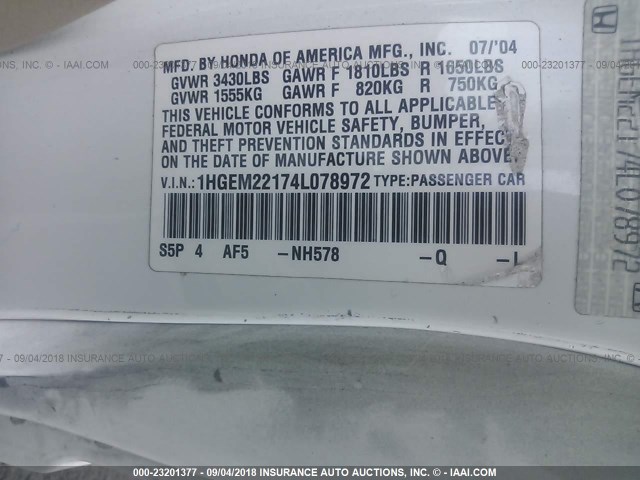 MFD. BY HONDA OF AMERICA MFG., INC. 07/'04
GVWR 3430LBS GAWR F 1810LBS R 1650LBS
GVWR 1555KG GAWR F 820KG R 750KG
THIS VEHICLE CONFORMS TO ALL APPLICABLE
FEDERAL MOTOR VEHICLE SAFETY, BUMPER,
AND THEFT PREVENTION STANDARDS IN EFFECT
ON THE DATE OF MANUFACTURE SHOWN ABOVE.
V.I.N.: 1HGEM22174L078972 TYPE:PASSENGER CAR
S5P 4 AF5 -NH578 -Q -L
1HGEM22174L078972
000-23201377 - 09/04/2018 INSURANCE AUTO AUCTIONS, INC. - © IAAI.COM